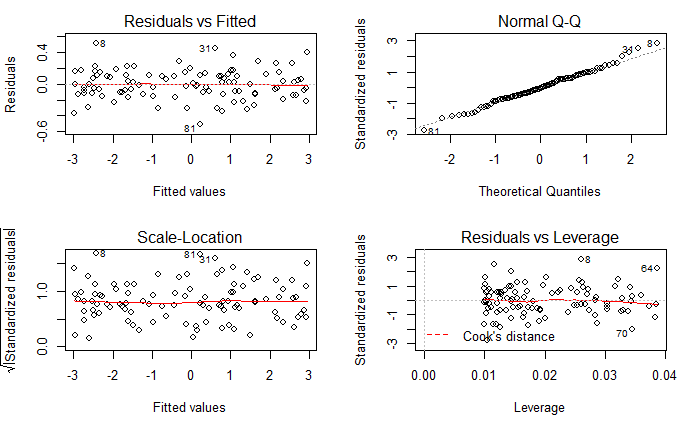 Residuals vs Fitted
Residuals
-0.6 0.0 0.4
8
31
81
-3 -2 -1 0 1 2 3
Fitted values
Normal Q-Q
Standardized residuals
-3 -1 1 3
31
8
81
-2 -1 0 1 2
Theoretical Quantiles
Scale-Location
√|Standardized residuals|
0.0 1.0
8
81
31
-3 -2 -1 0 1 2 3
Fitted values
Residuals vs Leverage
Standardized residuals
-3 -1 1 3
8
64
70
Cook's distance
0.00 0.01 0.02 0.03 0.04
Leverage